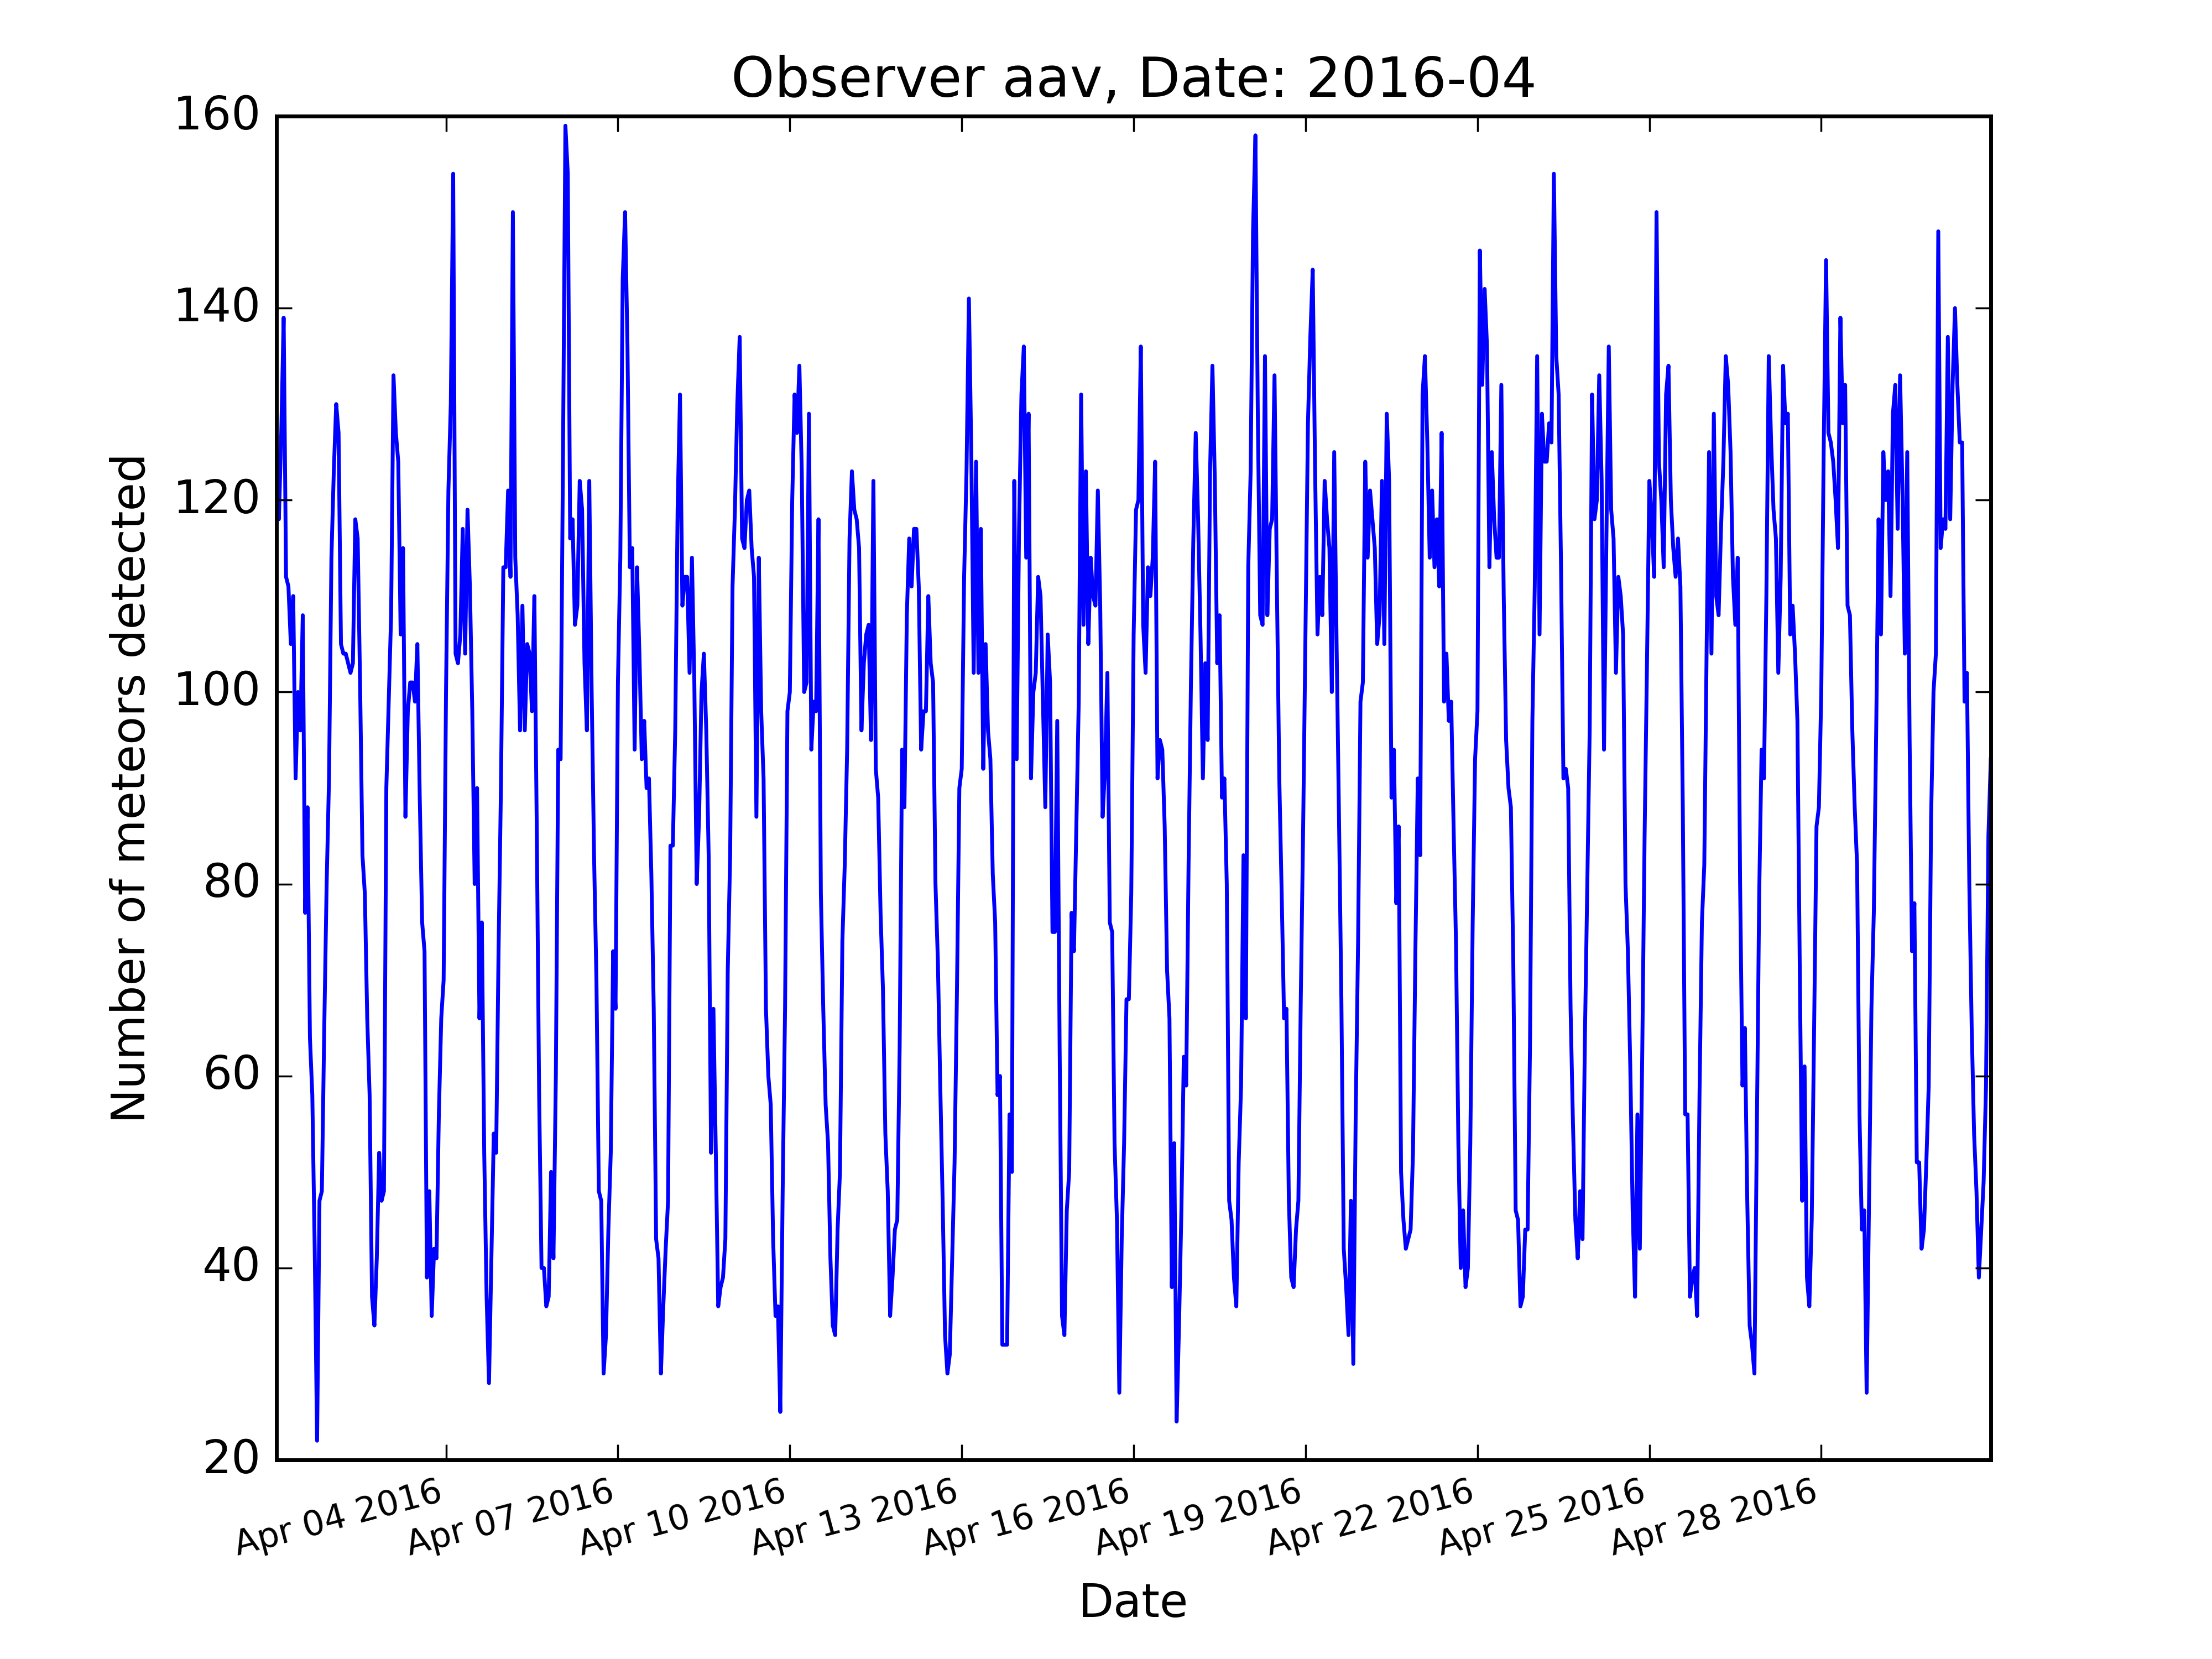 Observer aav, Date: 2016-04
160
140
120
100
80
60
40
20
Number of meteors detected
Apr 04 2016
Apr 07 2016
Apr 10 2016
Apr 13 2016
Apr 16 2016
Apr 19 2016
Apr 22 2016
Apr 25 2016
Apr 28 2016
Date